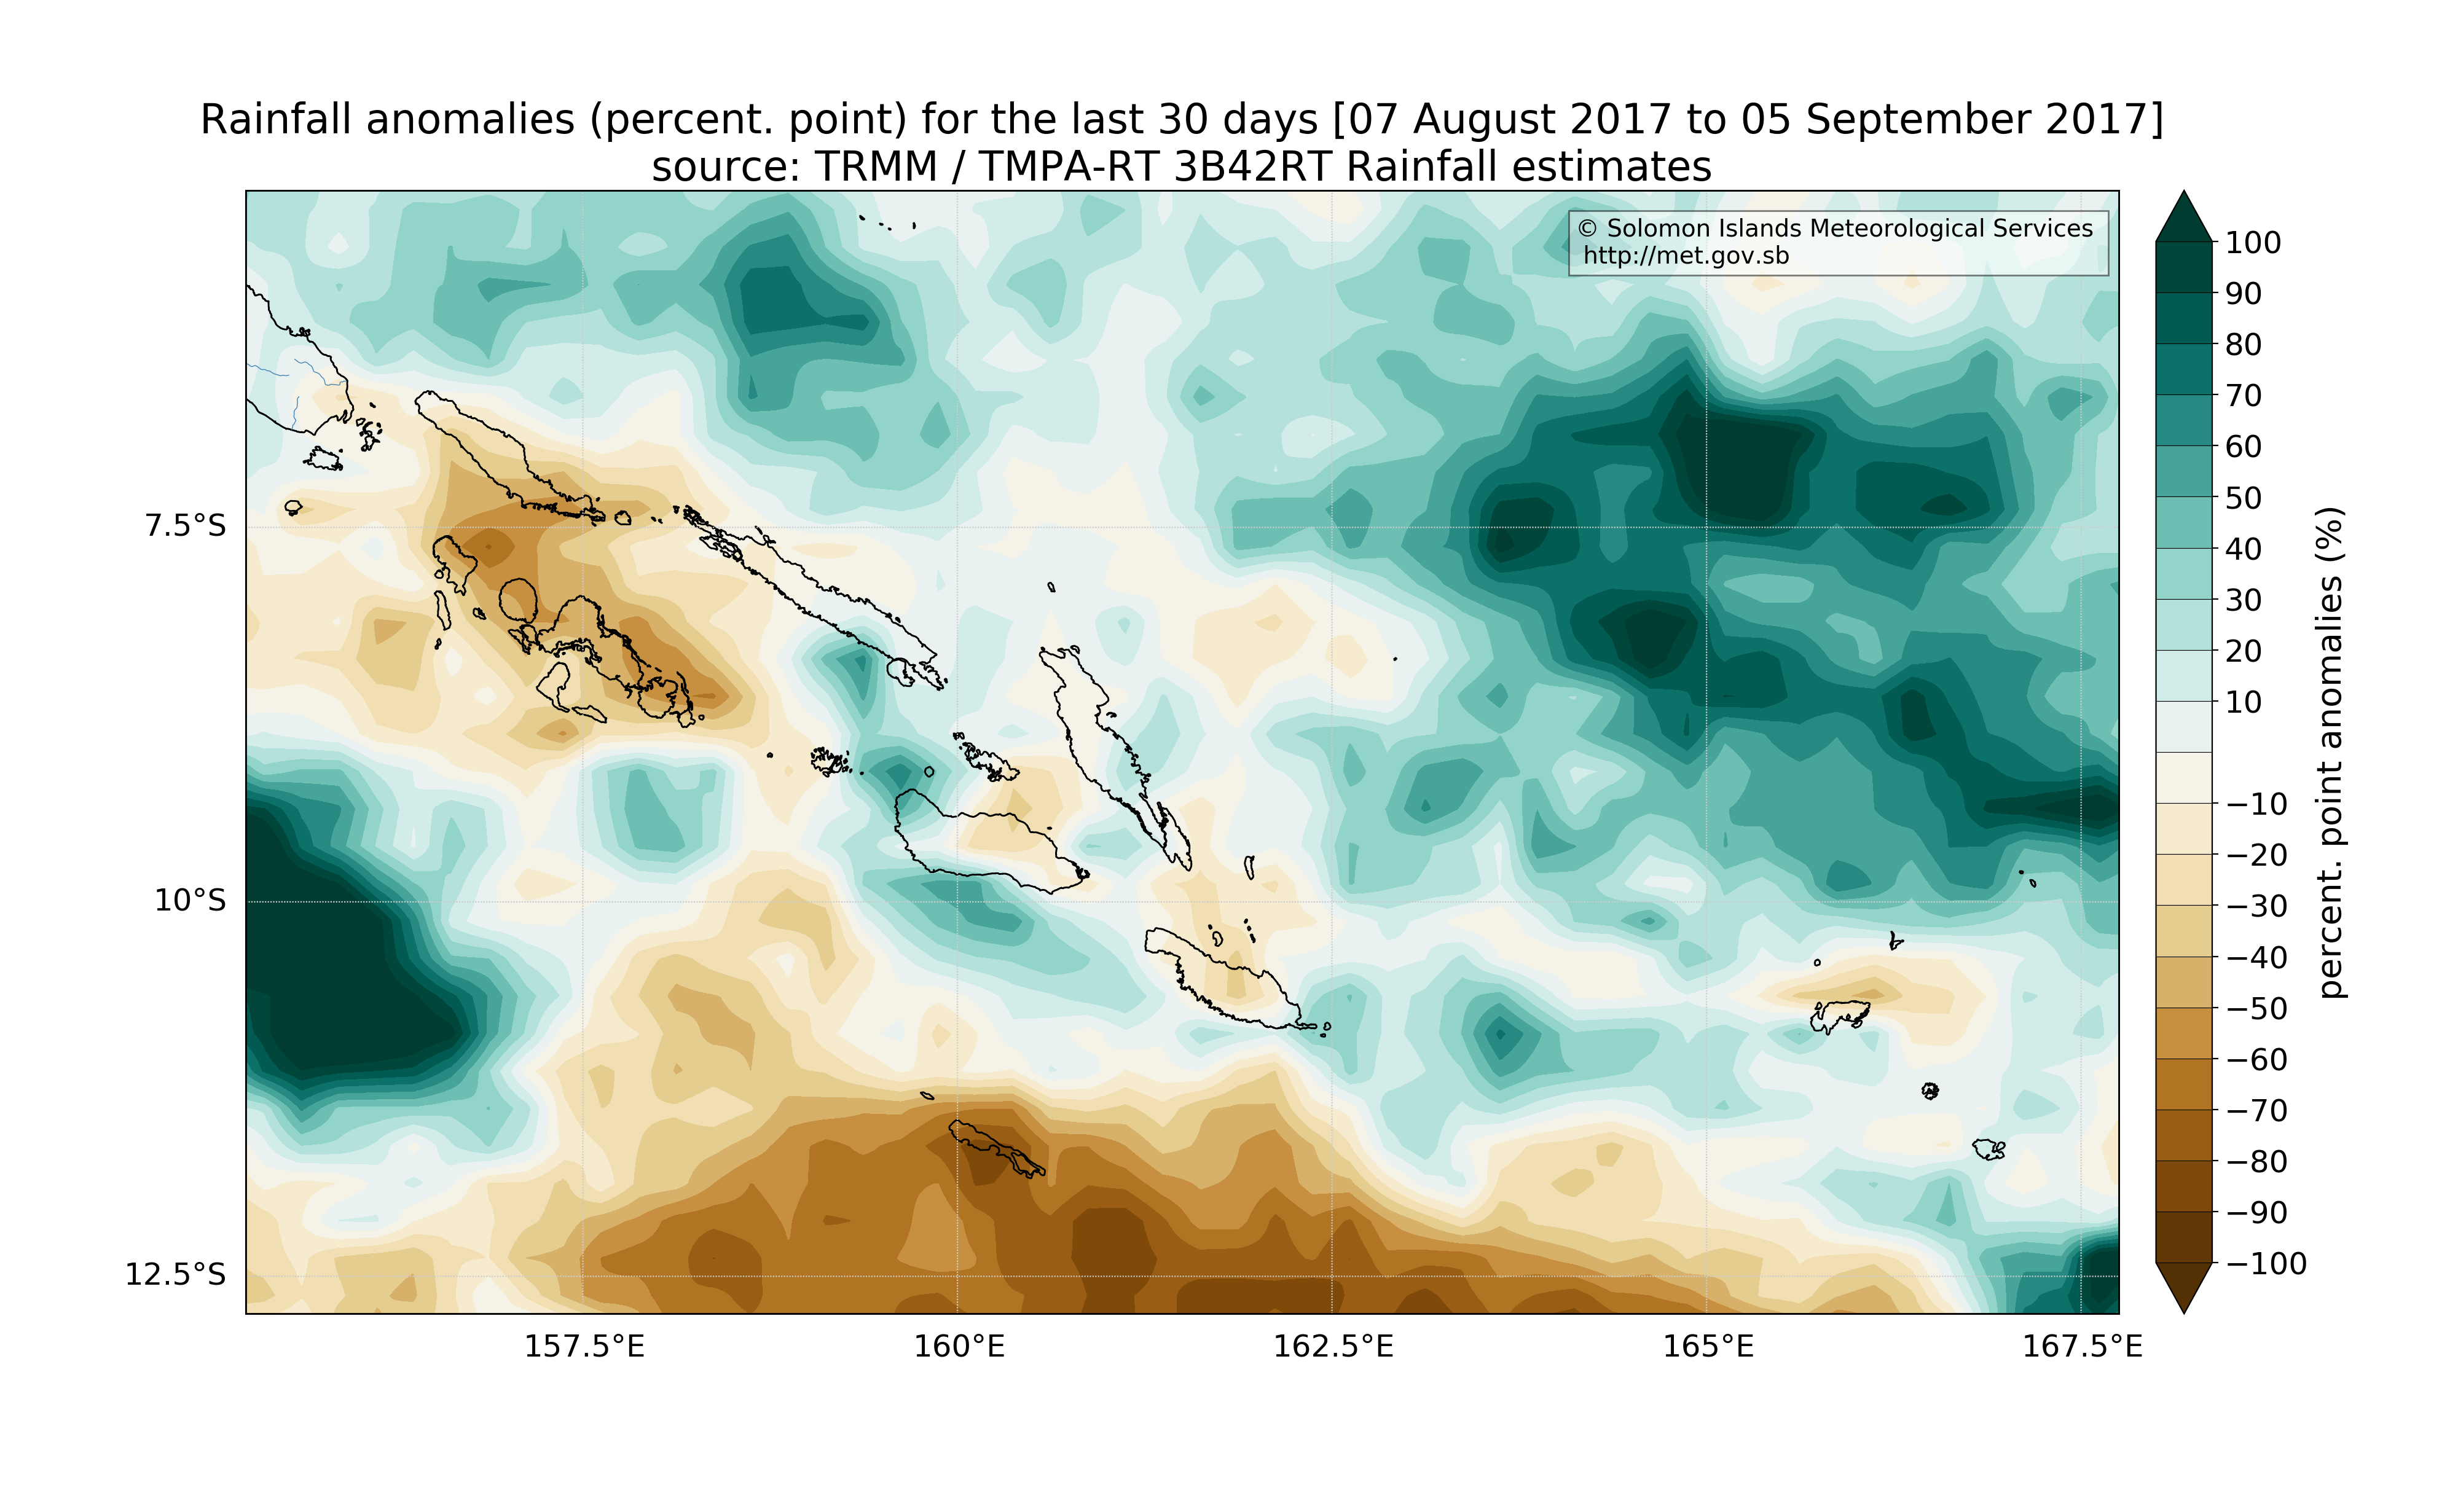 Rainfall anomalies (percent. point) for the last 30 days [07 August 2017 to 05 September 2017]
source: TRMM / TMPA-RT 3B42RT Rainfall estimates
© Solomon Islands Meteorological Services
http://met.gov.sb
7.5°S
10°S
12.5°S
157.5°E
160°E
162.5°E
165°E
167.5°E
100
90
80
70
60
50
40
30
20
10
−10
−20
−30
−40
−50
−60
−70
−80
−90
−100
percent. point anomalies (%)